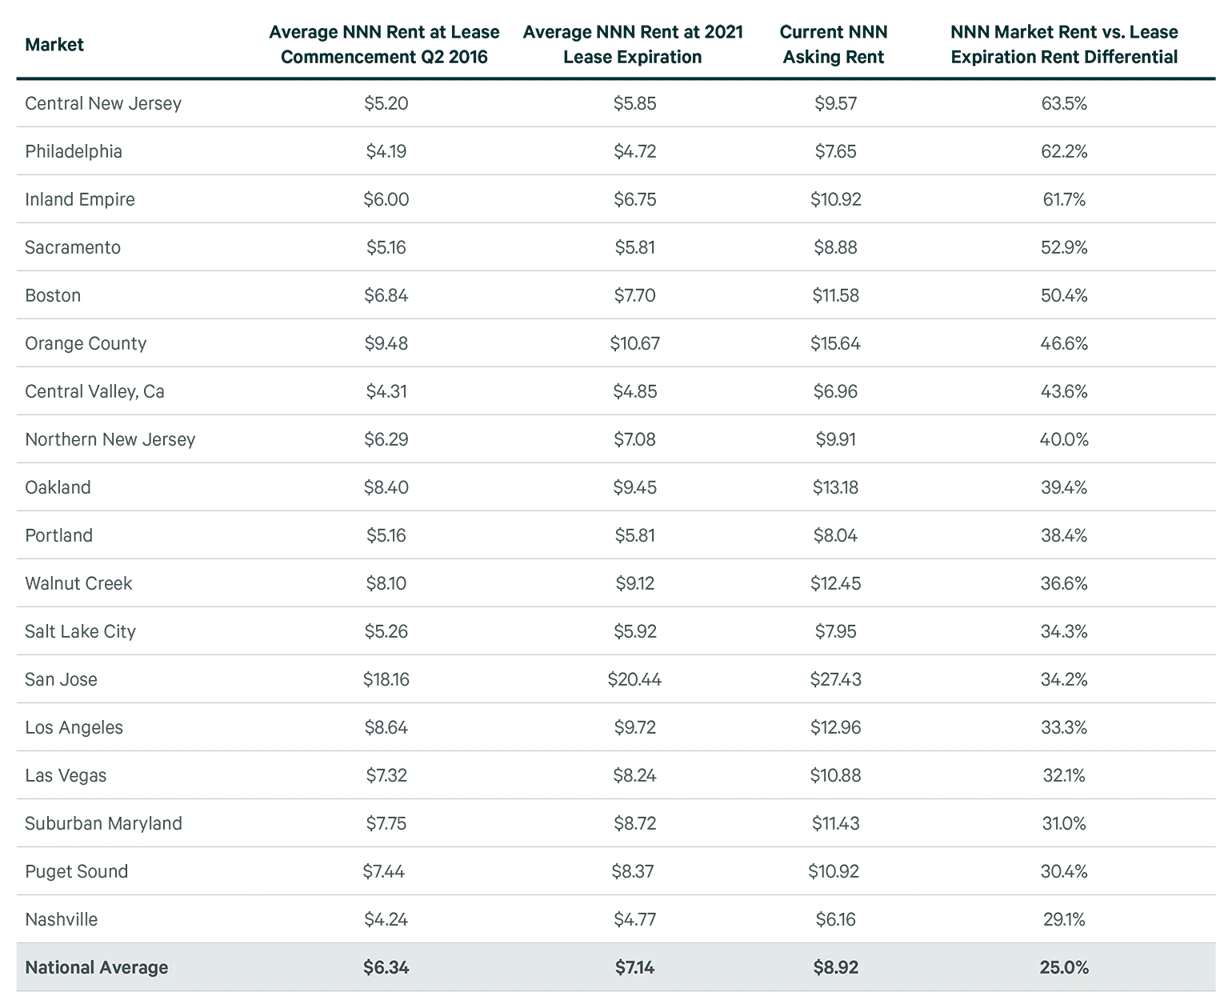 Market
Average NNN Rent at Lease
Commencement Q2 2016
Average NNN Rent at 2021
Lease Expiration
Current NNN
Asking Rent
NNN Market Rent vs. Lease
Expiration Rent Differential
Central New Jersey $5.20 $5.85 $9.57 63.5%
Philadelphia $4.19 $4.72 $7.65 62.2%
Inland Empire $6.00 $6.75 $10.92 61.7%
Sacramento $5.16 $5.81 $8.88 52.9%
Boston $6.84 $7.70 $11.58 50.4%
Orange County $9.48 $10.67 $15.64 46.6%
Central Valley, Ca $4.31 $4.85 $6.96 43.6%
Northern New Jersey $6.29 $7.08 $9.91 40.0%
Oakland $8.40 $9.45 $13.18 39.4%
Portland $5.16 $5.81 $8.04 38.4%
Walnut Creek $8.10 $9.12 $12.45 36.6%
Salt Lake City $5.26 $5.92 $7.95 34.3%
San Jose $18.16 $20.44 $27.43 34.2%
Los Angeles $8.64 $9.72 $12.96 33.3%
Las Vegas $7.32 $8.24 $10.88 32.1%
Suburban Maryland $7.75 $8.72 $11.43 31.0%
Puget Sound $7.44 $8.37 $10.92 30.4%
Nashville $4.24 $4.77 $6.16 29.1%
National Average $6.34 $7.14 $8.92 25.0%